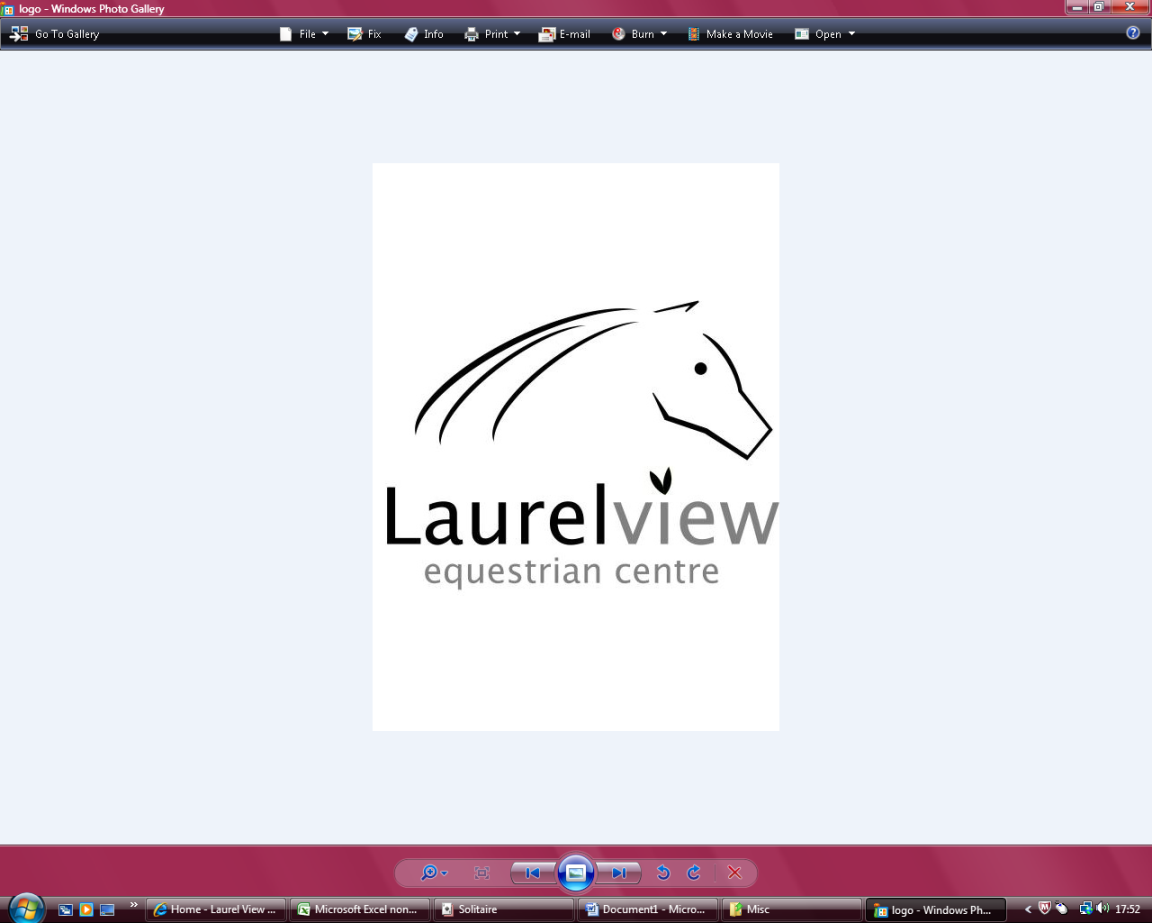 logo - Windows Photo Gallery
Go To Gallery File Fix Info Print E-mail Burn Make a Movie Open
Laurelview
equestrian centre
Home - Laurel View ... Microsoft Excel non... Solitaire Document1 - Micro... Misc logo - Windows Ph... 17:52